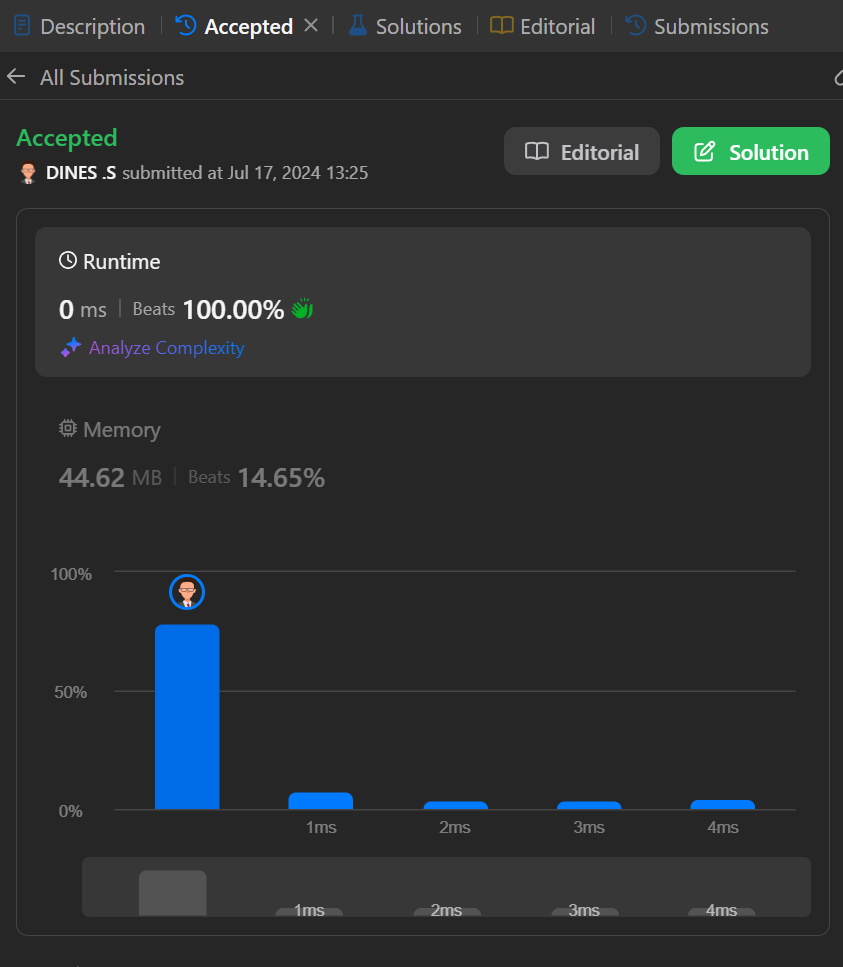 Description Accepted Solutions Editorial Submissions
All Submissions
Accepted
DINES .S submitted at Jul 17, 2024 13:25
Editorial
Solution
Runtime
0 ms Beats 100.00%
Analyze Complexity
Memory
44.62 MB Beats 14.65%
100%
50%
0%
1ms 2ms 3ms 4ms
1ms 2ms 3ms 4ms